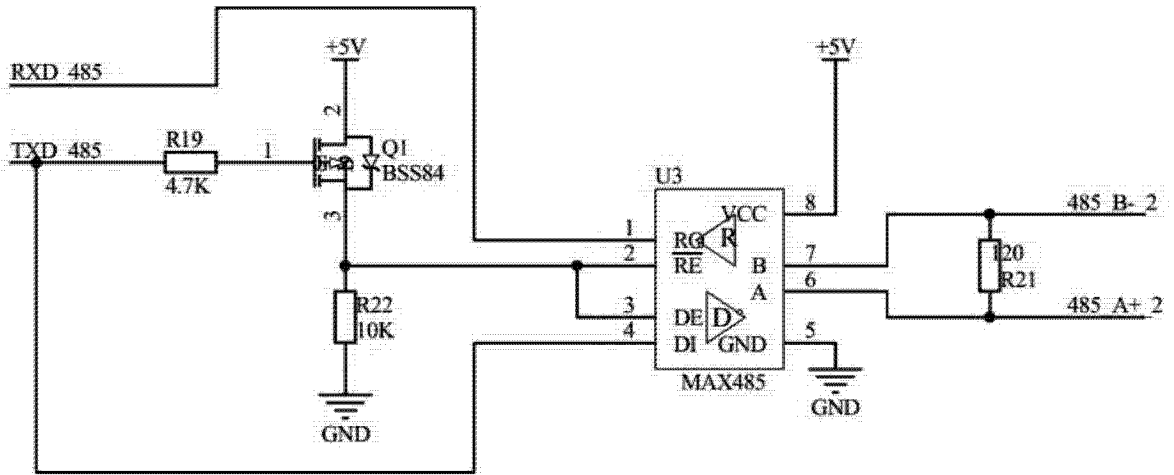 +5V
+5V
RXD 485
2
R19
TXD 485
1
Q1
BSS84
4.7K
U3
3
VCC
8
485 B- 2
1
RO
R
120
2
RE
B
7
R21
A
6
R22
10K
3
DE
D
485 A+ 2
4
DI
GND
5
MAX485
GND
GND